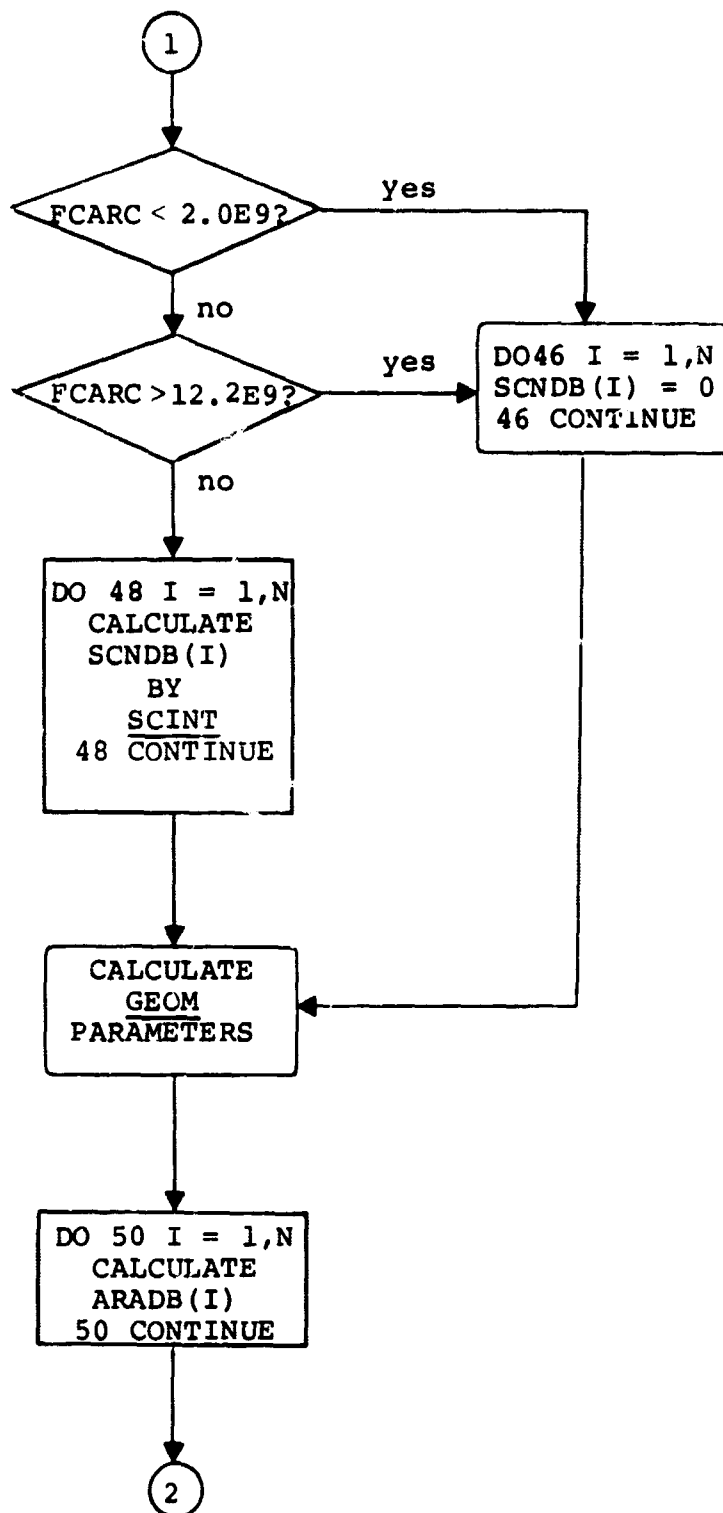 1
FCARC < 2.0E9?
yes
no
FCARC > 12.2E9?
yes
DO46 I = 1,N
SCNDB(I) = 0
46 CONTINUE
no
DO 48 I = 1,N
CALCULATE
SCNDB(I)
BY
SCINT
48 CONTINUE
CALCULATE
GEOM
PARAMETERS
DO 50 I = 1,N
CALCULATE
ARADB(I)
50 CONTINUE
2